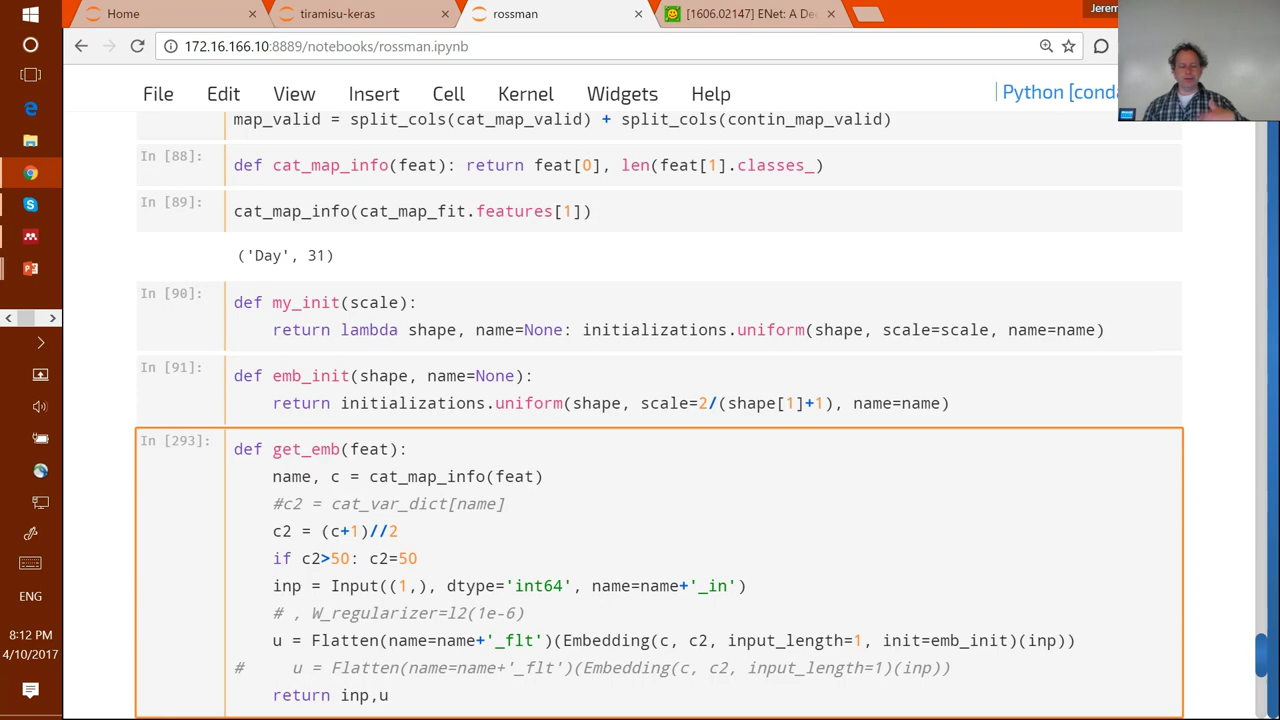 Home
tiramisu-keras
rossman
[1606.02147] ENet: A De
Jerem
172.16.166.10:8889/notebooks/rossman.ipynb
File Edit View Insert Cell Kernel Widgets Help
Python [conda
map_valid = split_cols(cat_map_valid) + split_cols(contin_map_valid)
In [88]:
def cat_map_info(feat): return feat[0], len(feat[1].classes_)
In [89]:
cat_map_info(cat_map_fit.features[1])
('Day', 31)
In [90]:
def my_init(scale):
return lambda shape, name=None: initializations.uniform(shape, scale=scale, name=name)
In [91]:
def emb_init(shape, name=None):
return initializations.uniform(shape, scale=2/(shape[1]+1), name=name)
In [293]:
def get_emb(feat):
name, c = cat_map_info(feat)
#c2 = cat_var_dict[name]
c2 = (c+1)//2
if c2>50: c2=50
inp = Input((1,), dtype='int64', name=name+'_in')
# , W_regularizer=l2(1e-6)
u = Flatten(name=name+'_flt')(Embedding(c, c2, input_length=1, init=emb_init)(inp))
# u = Flatten(name=name+'_flt')(Embedding(c, c2, input_length=1)(inp))
return inp,u
ENG
8:12 PM
4/10/2017